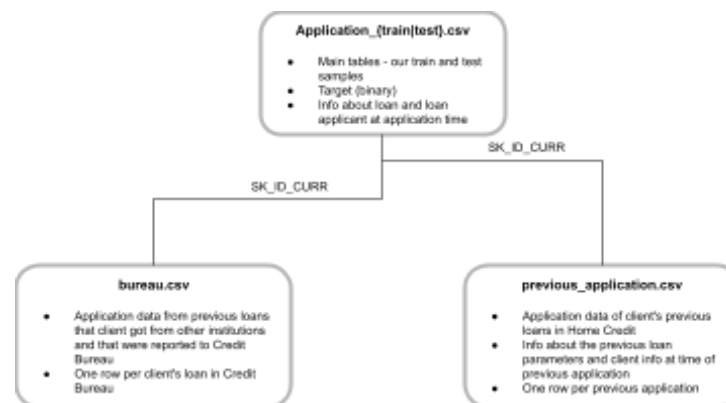 Application_{train|test}.csv
• Main tables - our train and test
samples
• Target (binary)
• Info about loan and loan
applicant at application time
SK_ID_CURR
SK_ID_CURR
bureau.csv
• Application data from previous loans
that client got from other institutions
and that were reported to Credit
Bureau
• One row per client's loan in Credit
Bureau
previous_application.csv
• Application data of client's previous
loans in Home Credit
• Info about the previous loan
parameters and client info at time of
previous application
• One row per previous application